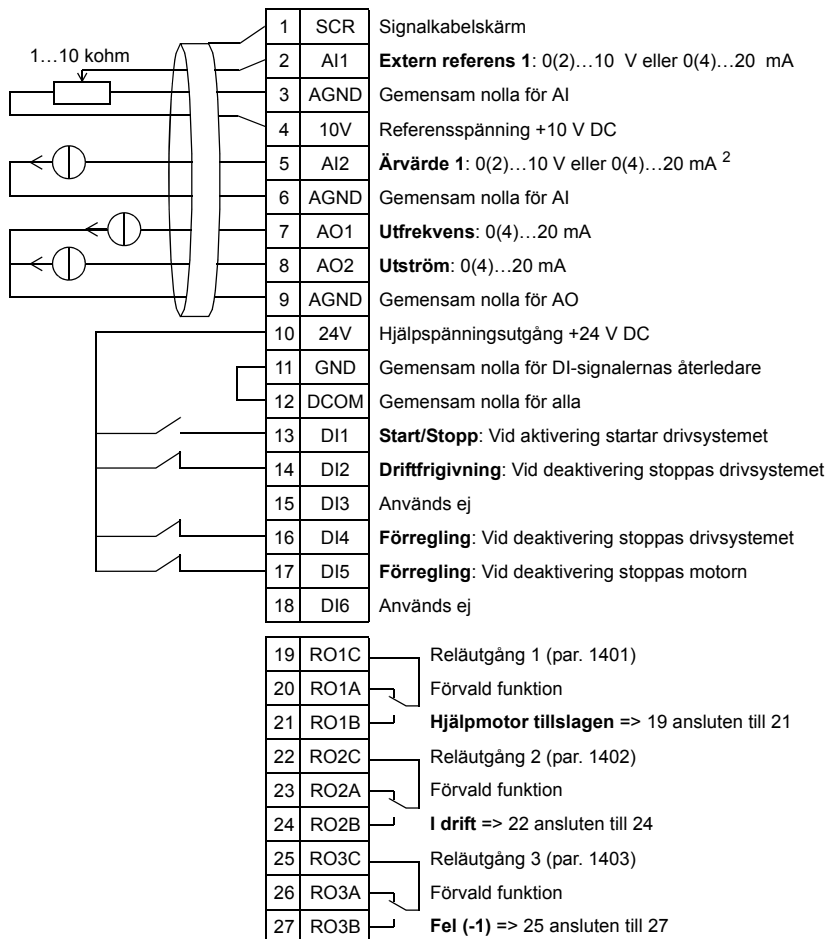 1…10 kohm
1 SCR Signalkabelskärm
2 AI1 Extern referens 1: 0(2)…10 V eller 0(4)…20 mA
3 AGND Gemensam nolla för AI
4 10V Referensspänning +10 V DC
5 AI2 Ärvärde 1: 0(2)…10 V eller 0(4)…20 mA 2
6 AGND Gemensam nolla för AI
7 AO1 Utfrekvens: 0(4)…20 mA
8 AO2 Utström: 0(4)…20 mA
9 AGND Gemensam nolla för AO
10 24V Hjälpspänningsutgång +24 V DC
11 GND Gemensam nolla för DI-signalernas återledare
12 DCOM Gemensam nolla för alla
13 DI1 Start/Stopp: Vid aktivering startar drivsystemet
14 DI2 Driftfrigivning: Vid deaktivering stoppas drivsystemet
15 DI3 Används ej
16 DI4 Förregling: Vid deaktivering stoppas drivsystemet
17 DI5 Förregling: Vid deaktivering stoppas motorn
18 DI6 Används ej
19 RO1C Reläutgång 1 (par. 1401)
20 RO1A Förvald funktion
21 RO1B Hjälpmotor tillslagen => 19 ansluten till 21
22 RO2C Reläutgång 2 (par. 1402)
23 RO2A Förvald funktion
24 RO2B I drift => 22 ansluten till 24
25 RO3C Reläutgång 3 (par. 1403)
26 RO3A Förvald funktion
27 RO3B Fel (-1) => 25 ansluten till 27